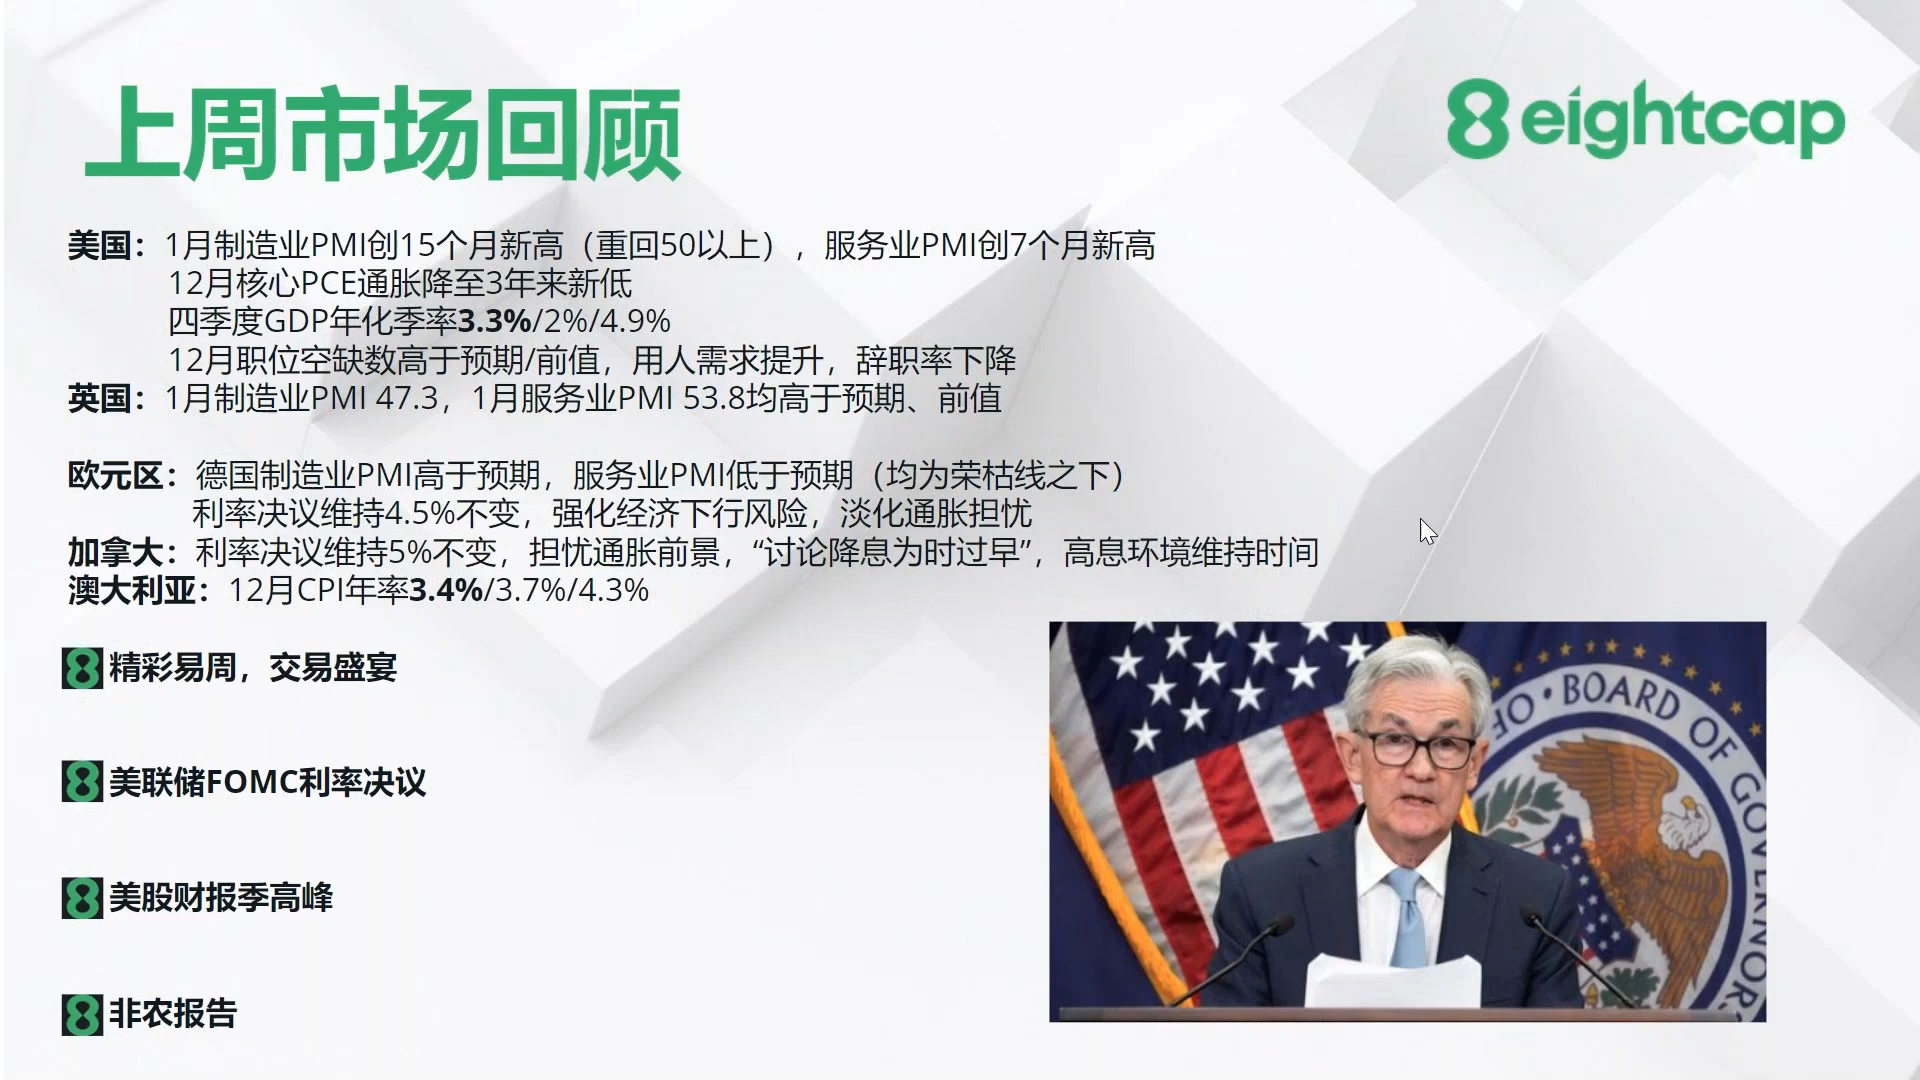 上周市场回顾
eightcap
美国：1月制造业PMI创15个月新高（重回50以上），服务业PMI创7个月新高
12月核心PCE通胀降至3年来新低
四季度GDP年化季率3.3%/2%/4.9%
12月职位空缺数高于预期/前值，用人需求提升，辞职率下降
英国：1月制造业PMI 47.3，1月服务业PMI 53.8均高于预期、前值
欧元区：德国制造业PMI高于预期，服务业PMI低于预期（均为荣枯线之下）
利率决议维持4.5%不变，强化经济下行风险，淡化通胀担忧
加拿大：利率决议维持5%不变，担忧通胀前景，“讨论降息为时过早”，高息环境维持时间
澳大利亚：12月CPI年率3.4%/3.7%/4.3%
精彩易周，交易盛宴
美联储FOMC利率决议
美股财报季高峰
非农报告
BOARD OF GOVERNORS